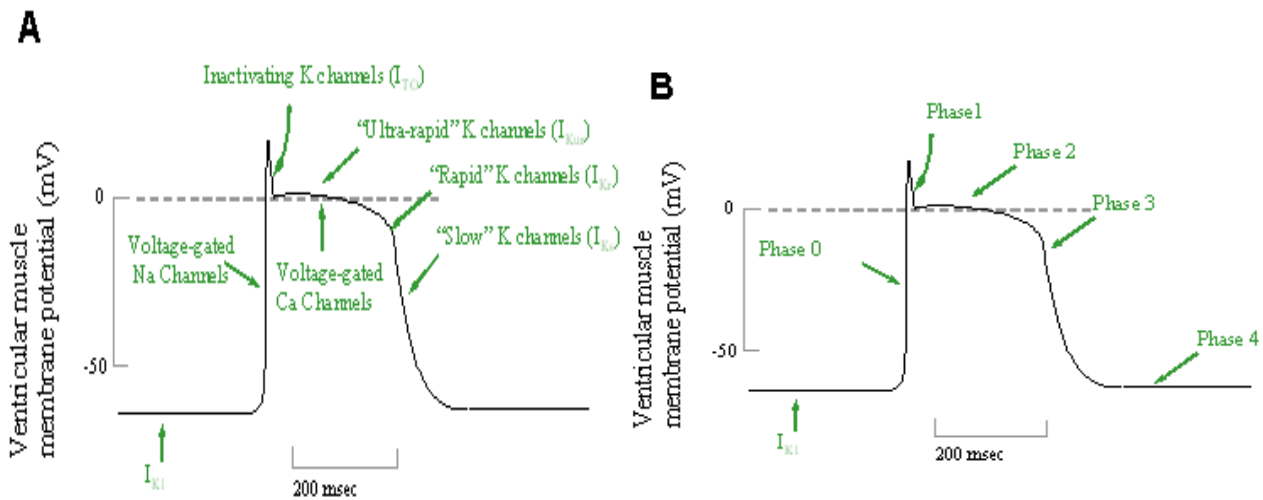 A
Inactivating K channels (ITO)
"Ultra-rapid" K channels (IKur)
"Rapid" K channels (IKr)
"Slow" K channels (IKs)
Voltage-gated
Na Channels
Voltage-gated
Ca Channels
Ventricular muscle
membrane potential (mV)
0
-50
IK1
200 msec
B
Phase1
Phase 2
Phase 3
Phase 0
Phase 4
Ventricular muscle
membrane potential (mV)
0
-50
IK1
200 msec